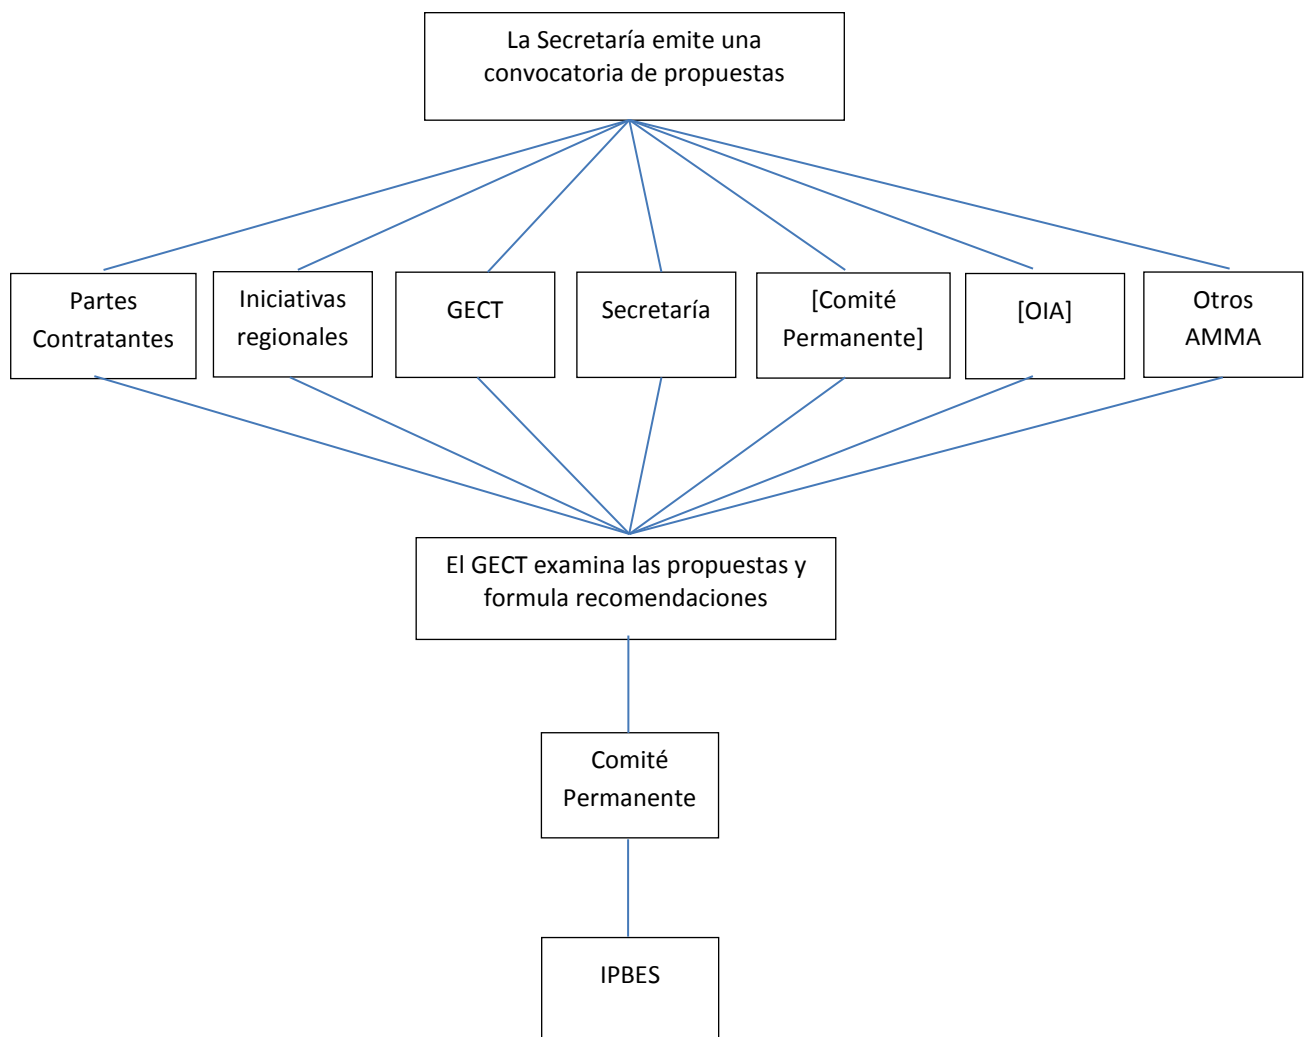 La Secretaría emite una
convocatoria de propuestas
Partes
Contratantes
Iniciativas
regionales
GECT
Secretaría
[Comité
Permanente]
[OIA]
Otros
AMMA
El GECT examina las propuestas y
formula recomendaciones
Comité
Permanente
IPBES